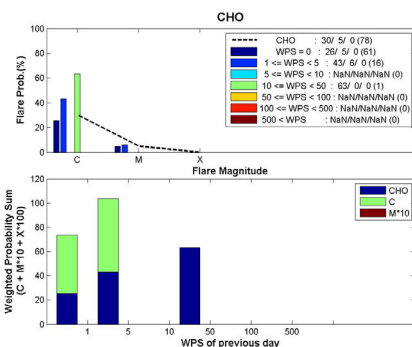 CHO
100
80
60
40
20
0
Flare Prob.(%)
C M X
Flare Magnitude
CHO : 30/ 5/ 0 (78)
WPS = 0 : 26/ 5/ 0 (61)
1 <= WPS < 5 : 43/ 6/ 0 (16)
5 <= WPS < 10 : NaN/NaN/NaN (0)
10 <= WPS < 50 : 63/ 0/ 0 (1)
50 <= WPS < 100 : NaN/NaN/NaN (0)
100 <= WPS < 500 : NaN/NaN/NaN (0)
500 < WPS : NaN/NaN/NaN (0)
120
100
80
60
40
20
0
Weighted Probability Sum
(C + M*10 + X*100)
1 5 10 50 100 500
WPS of previous day
CHO
C
M*10